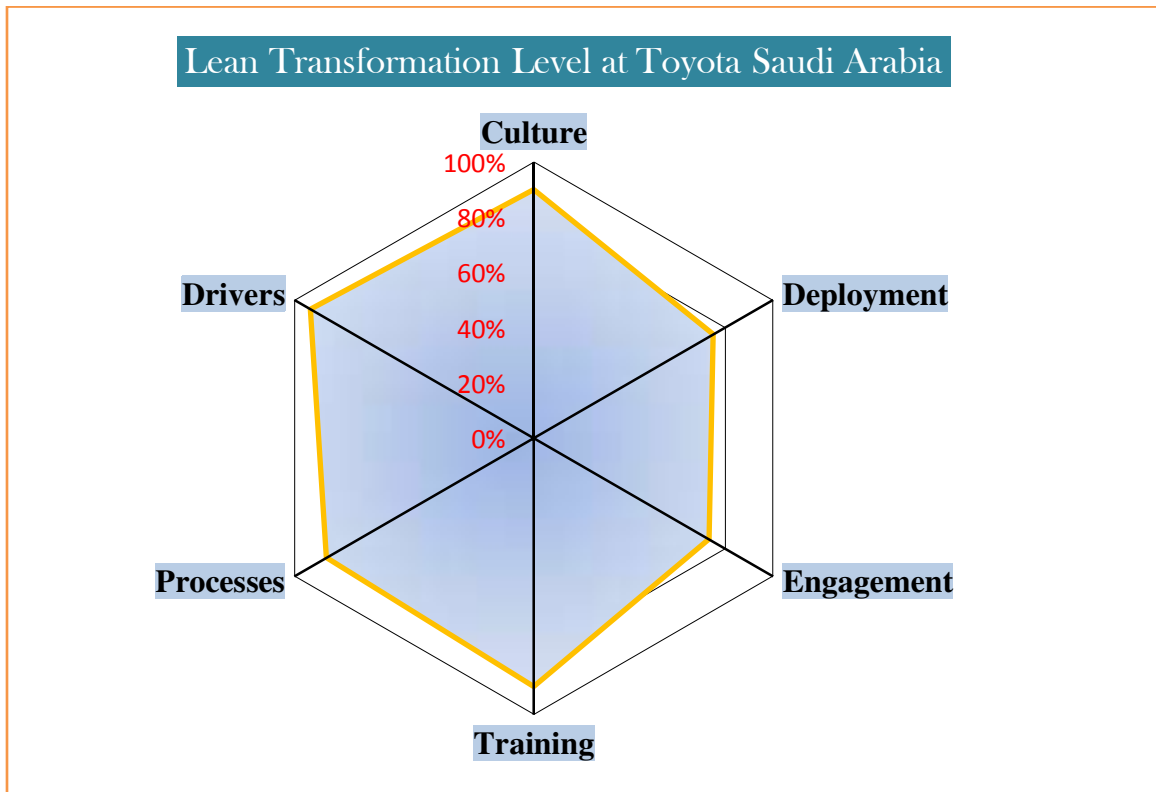 Lean Transformation Level at Toyota Saudi Arabia
Culture
100%
80%
Drivers
Deployment
60%
40%
20%
0%
Processes
Engagement
Training